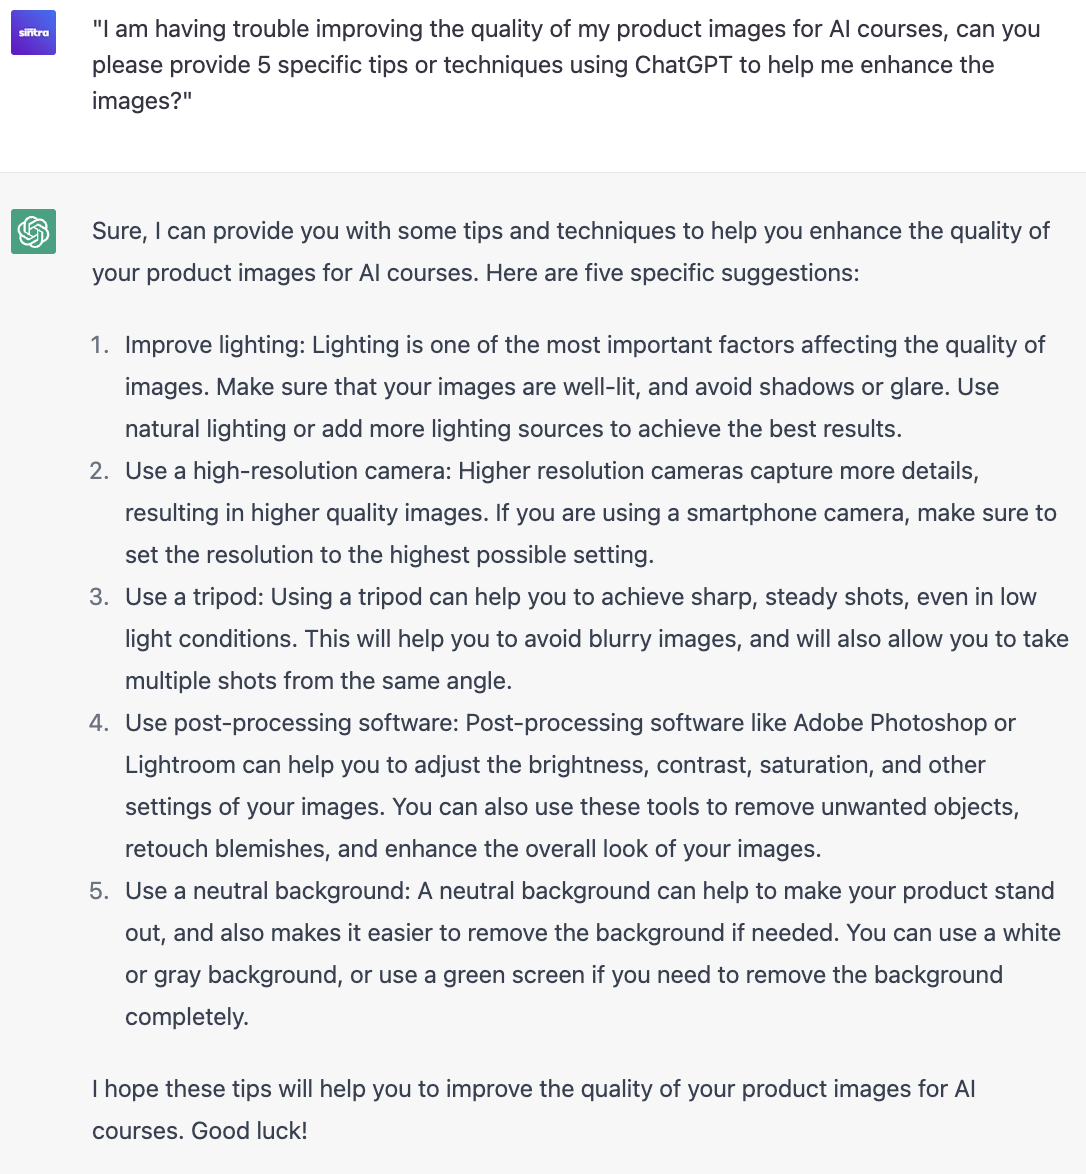 sintra
"I am having trouble improving the quality of my product images for AI courses, can you
please provide 5 specific tips or techniques using ChatGPT to help me enhance the
images?"
Sure, I can provide you with some tips and techniques to help you enhance the quality of
your product images for AI courses. Here are five specific suggestions:
1. Improve lighting: Lighting is one of the most important factors affecting the quality of
images. Make sure that your images are well-lit, and avoid shadows or glare. Use
natural lighting or add more lighting sources to achieve the best results.
2. Use a high-resolution camera: Higher resolution cameras capture more details,
resulting in higher quality images. If you are using a smartphone camera, make sure to
set the resolution to the highest possible setting.
3. Use a tripod: Using a tripod can help you to achieve sharp, steady shots, even in low
light conditions. This will help you to avoid blurry images, and will also allow you to take
multiple shots from the same angle.
4. Use post-processing software: Post-processing software like Adobe Photoshop or
Lightroom can help you to adjust the brightness, contrast, saturation, and other
settings of your images. You can also use these tools to remove unwanted objects,
retouch blemishes, and enhance the overall look of your images.
5. Use a neutral background: A neutral background can help to make your product stand
out, and also makes it easier to remove the background if needed. You can use a white
or gray background, or use a green screen if you need to remove the background
completely.
I hope these tips will help you to improve the quality of your product images for AI
courses. Good luck!